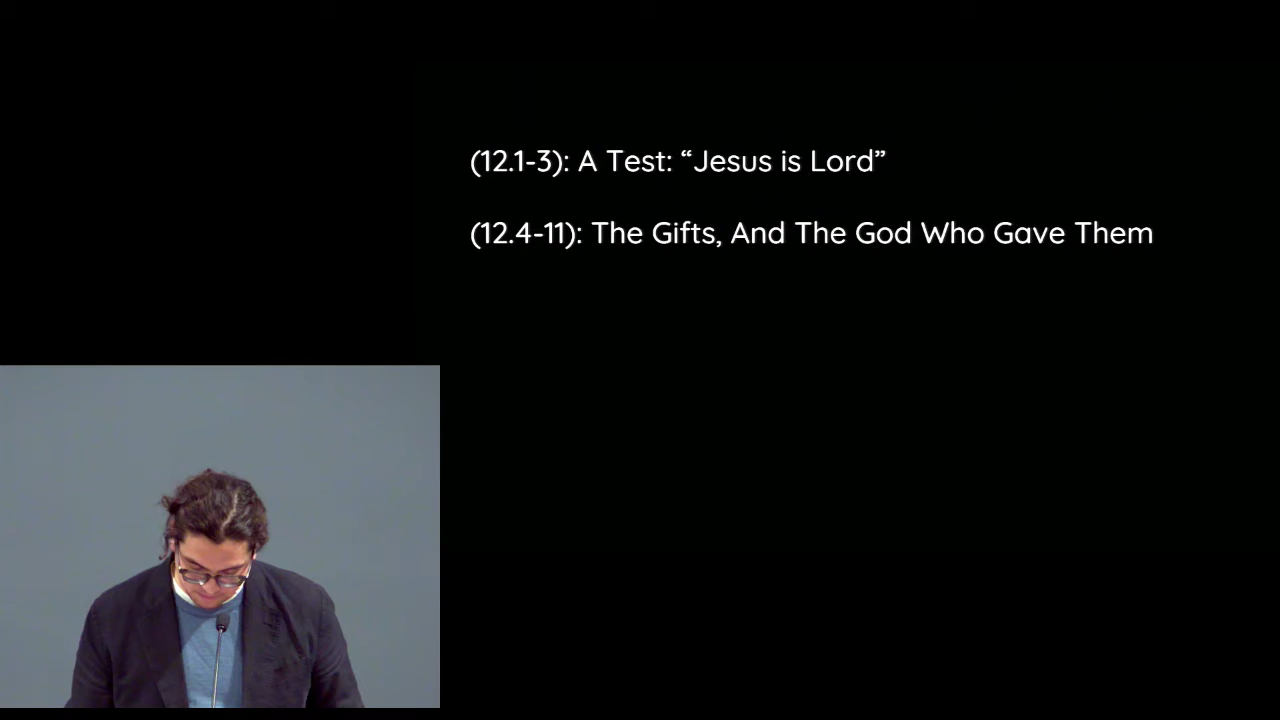 (12.1-3): A Test: “Jesus is Lord”
(12.4-11): The Gifts, And The God Who Gave Them